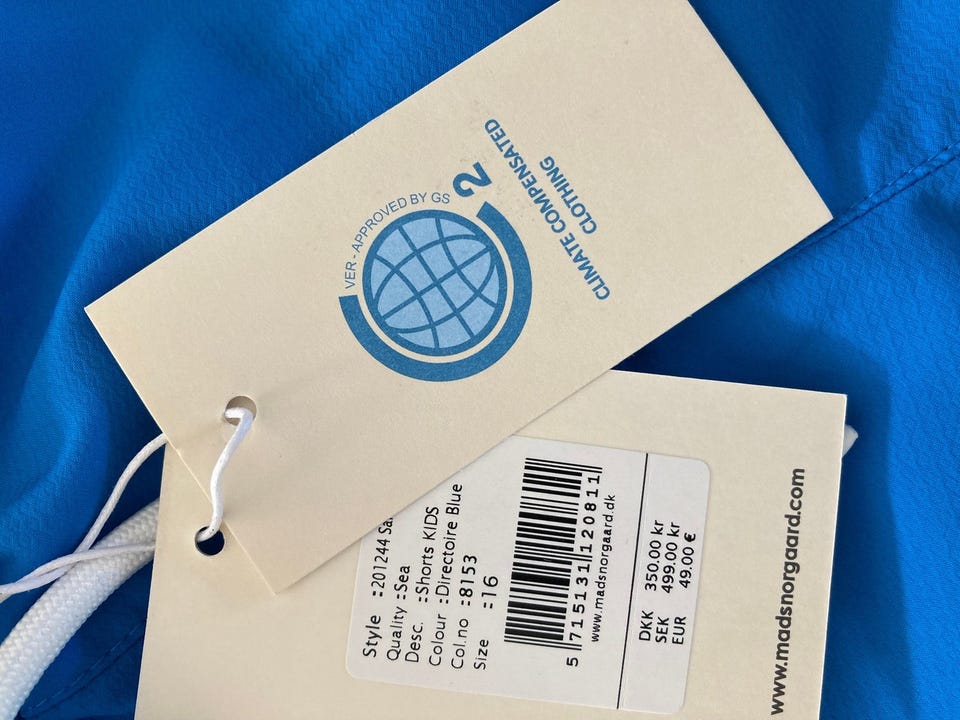 VER - APPROVED BY GS
2
CLIMATE COMPENSATED
CLOTHING
Style :201244
Quality :Sea
Desc. :Shorts KIDS
Colour :Directoire Blue
Col.no :8153
Size :16
5 715131 120811
www.madsnorgaard.dk
DKK 350.00 kr
SEK 499.00 kr
EUR 49.00 €
www.madsnorgaard.com